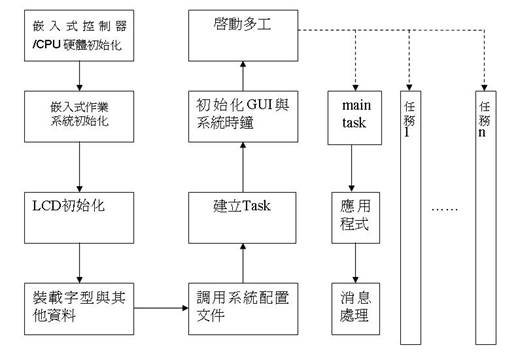 嵌入式控制器
/CPU 硬體初始化
嵌入式作業
系統初始化
LCD初始化
裝載字型與其
他資料
調用系統配置
文件
建立Task
初始化GUI與
系統時鐘
啓動多工
main
task
應用
程式
消息
處理
任務
1
……
任務
n